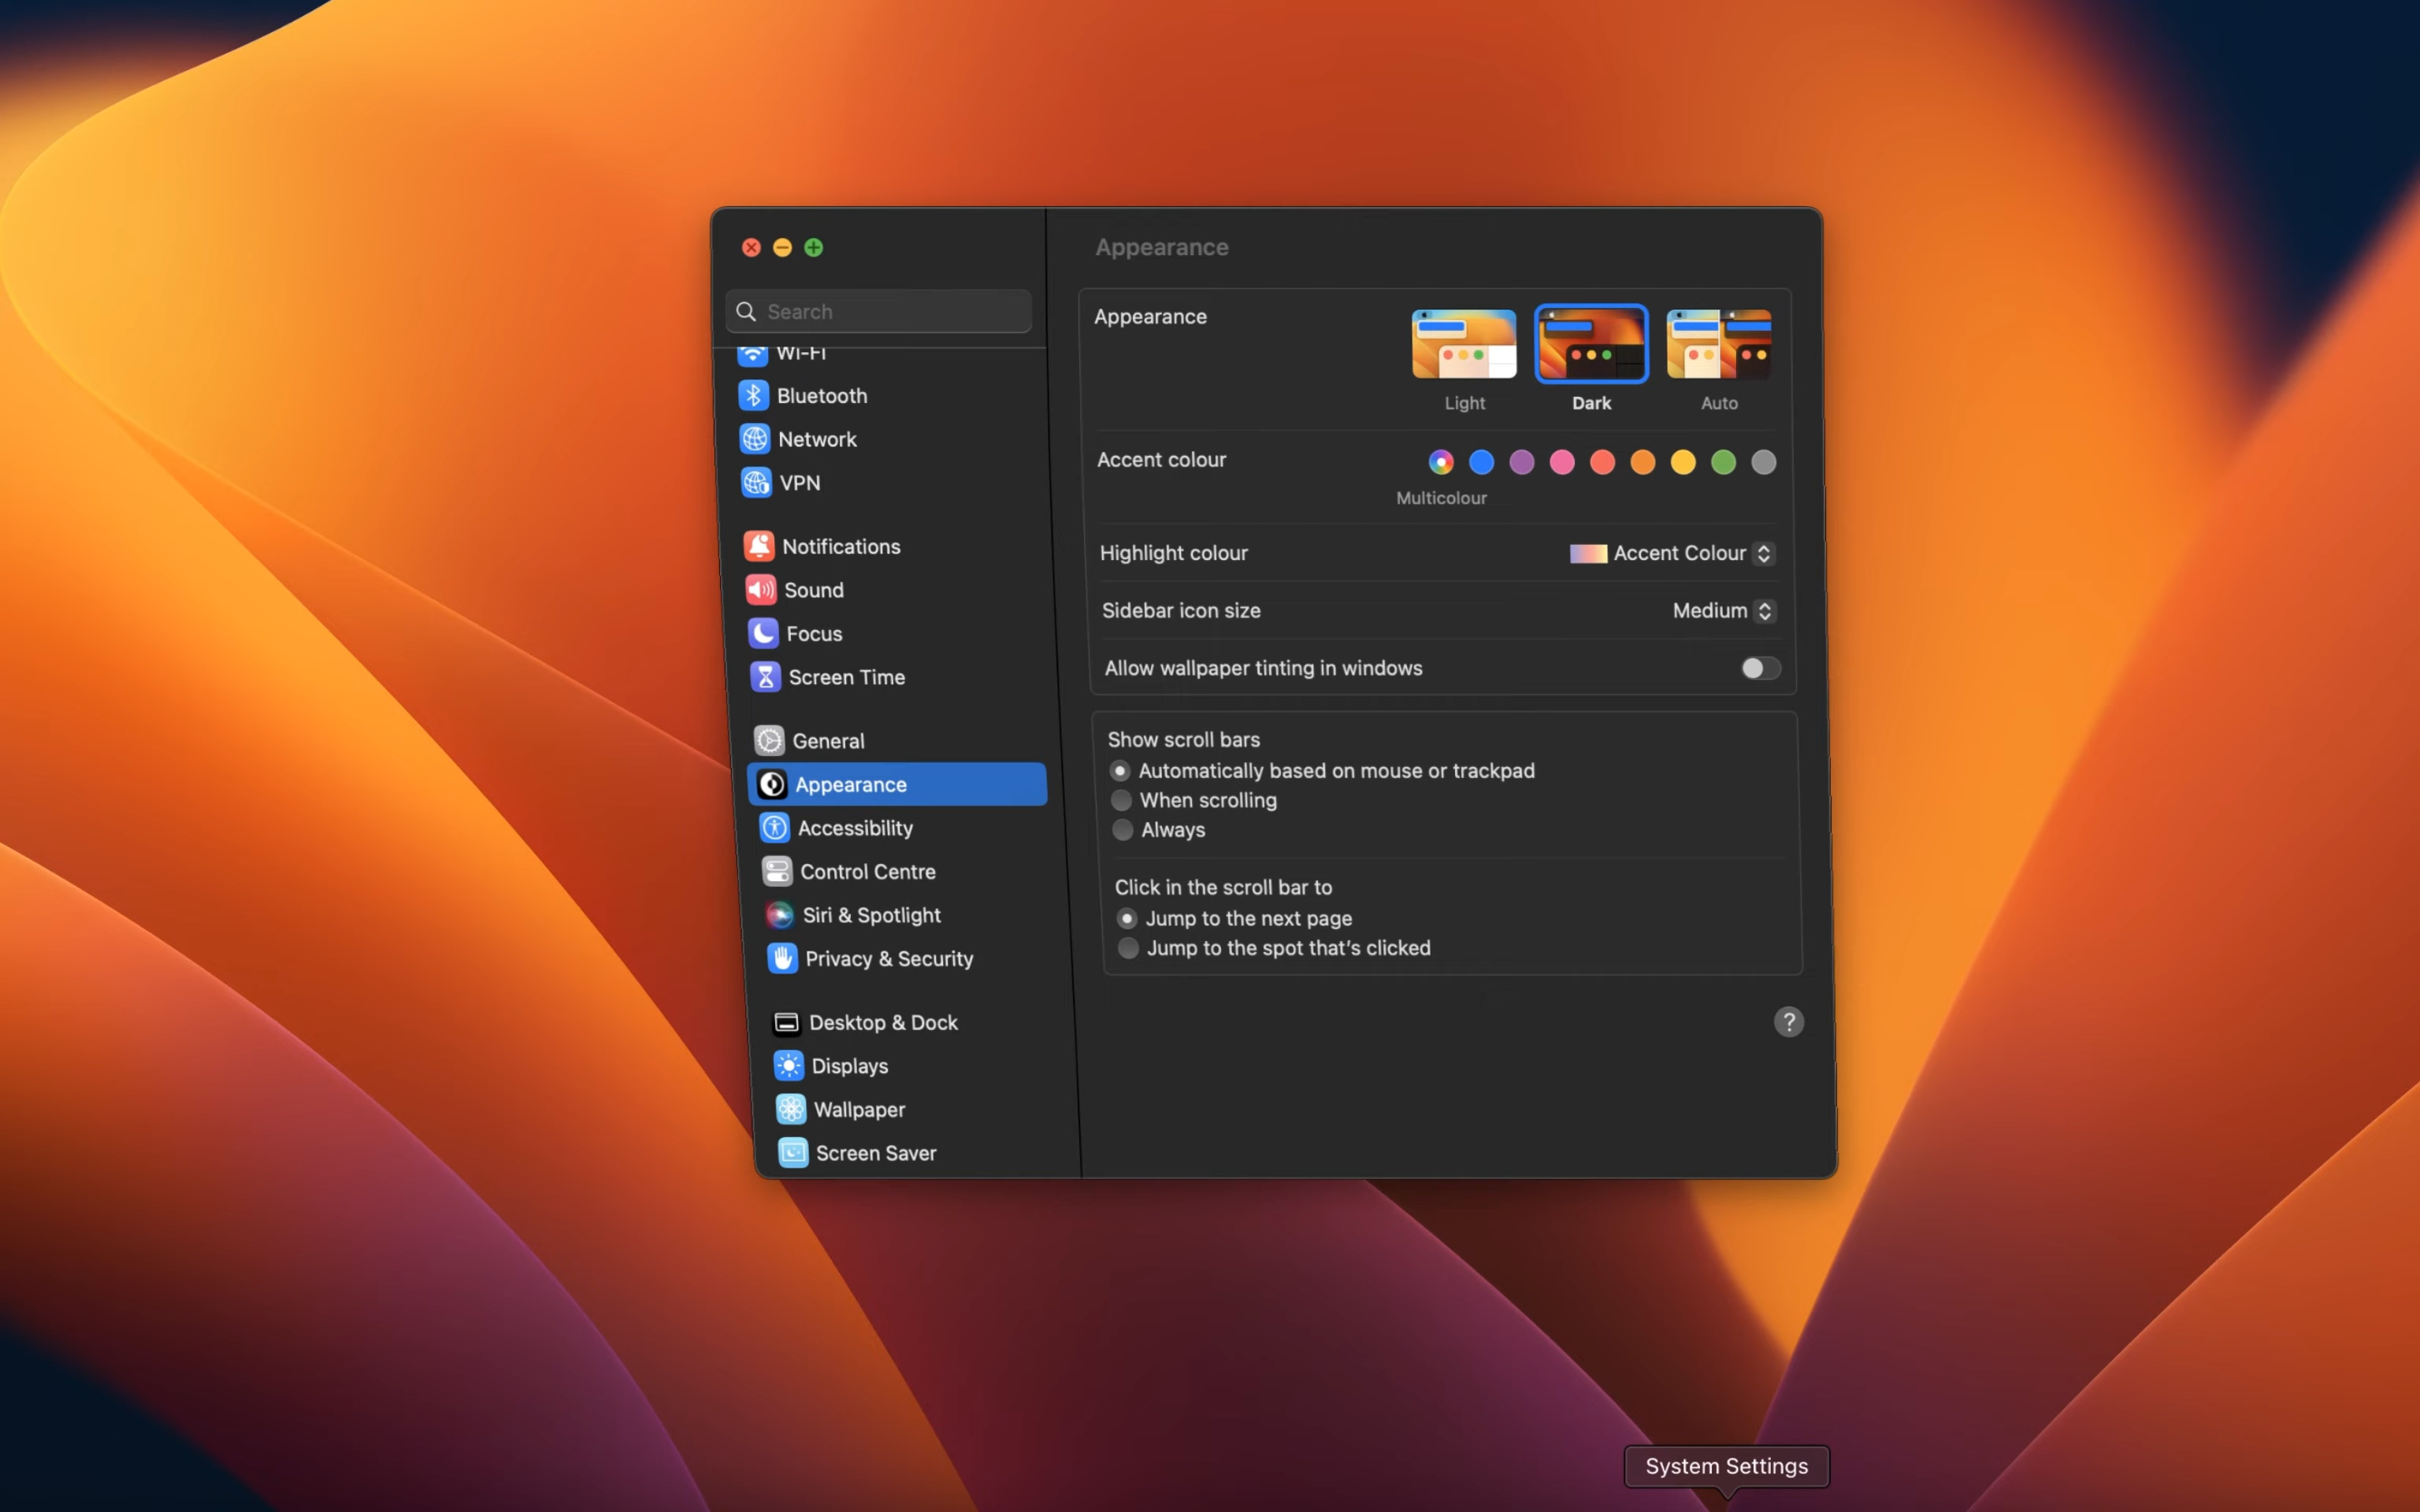 Appearance
Search
Wi-Fi
Bluetooth
Network
VPN
Notifications
Sound
Focus
Screen Time
General
Appearance
Accessibility
Control Centre
Siri & Spotlight
Privacy & Security
Desktop & Dock
Displays
Wallpaper
Screen Saver
Appearance
Light Dark Auto
Accent colour
Multicolour
Highlight colour Accent Colour
Sidebar icon size Medium
Allow wallpaper tinting in windows
Show scroll bars
Automatically based on mouse or trackpad
When scrolling
Always
Click in the scroll bar to
Jump to the next page
Jump to the spot that’s clicked
?
System Settings